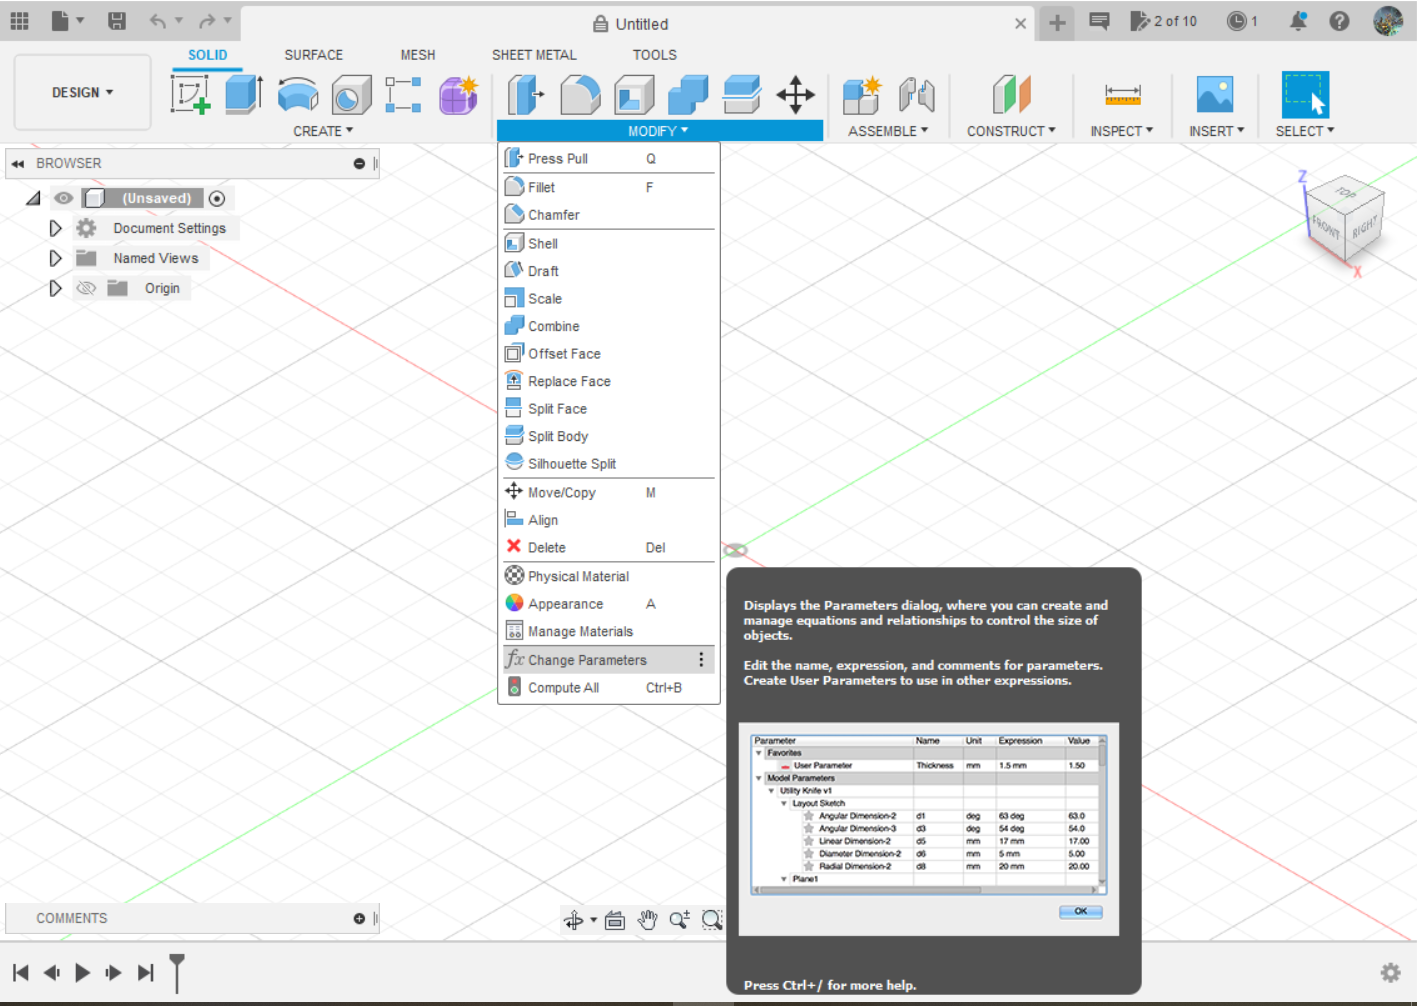 Untitled
2 of 10
1
SOLID
SURFACE
MESH
SHEET METAL
TOOLS
DESIGN
CREATE
MODIFY
ASSEMBLE
CONSTRUCT
INSPECT
INSERT
SELECT
BROWSER
(Unsaved)
Document Settings
Named Views
Origin
Press Pull Q
Fillet F
Chamfer
Shell
Draft
Scale
Combine
Offset Face
Replace Face
Split Face
Split Body
Silhouette Split
Move/Copy M
Align
Delete Del
Physical Material
Appearance A
Manage Materials
fx Change Parameters
Compute All Ctrl+B
Z
TOP
FRONT
RIGHT
X
Displays the Parameters dialog, where you can create and
manage equations and relationships to control the size of
objects.
Edit the name, expression, and comments for parameters.
Create User Parameters to use in other expressions.
Parameter Name Unit Expression Value
Favorites
User Parameter Thickness mm 1.5 mm 1.50
Model Parameters
Utility Knife v1
Layout Sketch
Angular Dimension-2 d1 deg 63 deg 63.0
Angular Dimension-3 d3 deg 54 deg 54.0
Linear Dimension-2 d5 mm 17 mm 17.00
Diameter Dimension-2 d6 mm 5 mm 5.00
Radial Dimension-2 d8 mm 20 mm 20.00
Plane1
OK
Press Ctrl+/ for more help.
COMMENTS